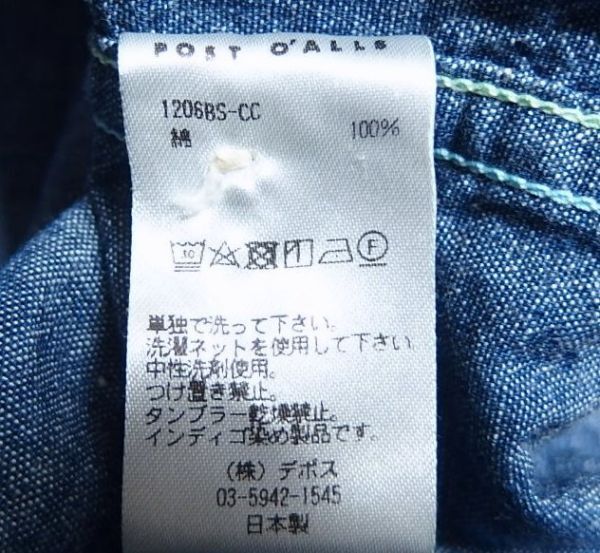 POST O'ALLS
1206BS-CC
綿 100%
30
F
単独で洗って下さい。
洗濯ネットを使用して下さい
中性洗剤使用。
つけ置き禁止。
タンブラー乾燥禁止。
インディゴ染め製品です。
(株) デポス
03-5942-1545
日本製